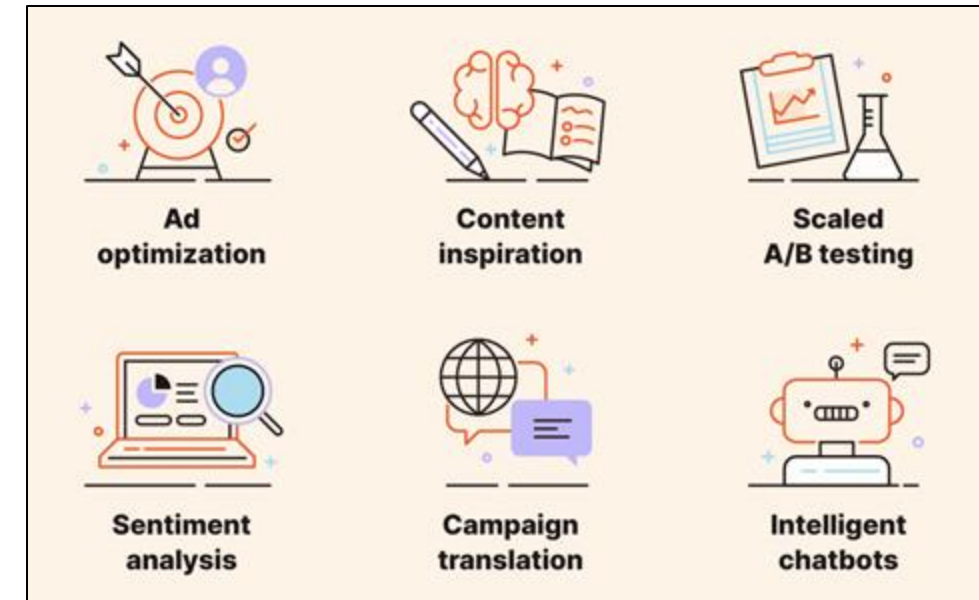 Ad
optimization
Content
inspiration
Scaled
A/B testing
Sentiment
analysis
Campaign
translation
Intelligent
chatbots